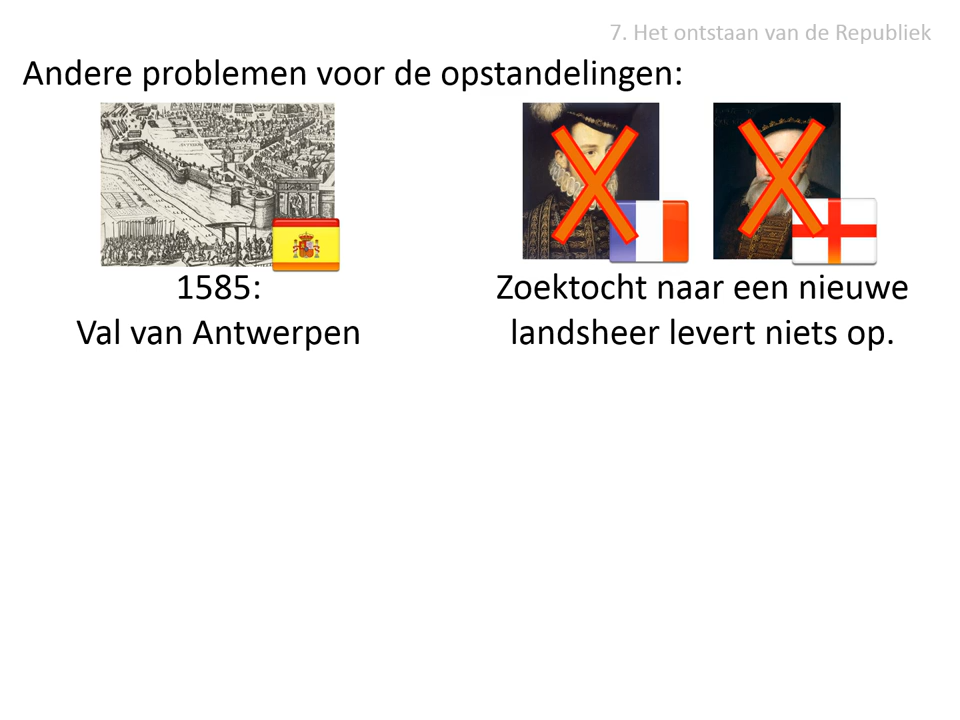 7. Het ontstaan van de Republiek
Andere problemen voor de opstandelingen:
1585:
Val van Antwerpen
Zoektocht naar een nieuwe
landsheer levert niets op.